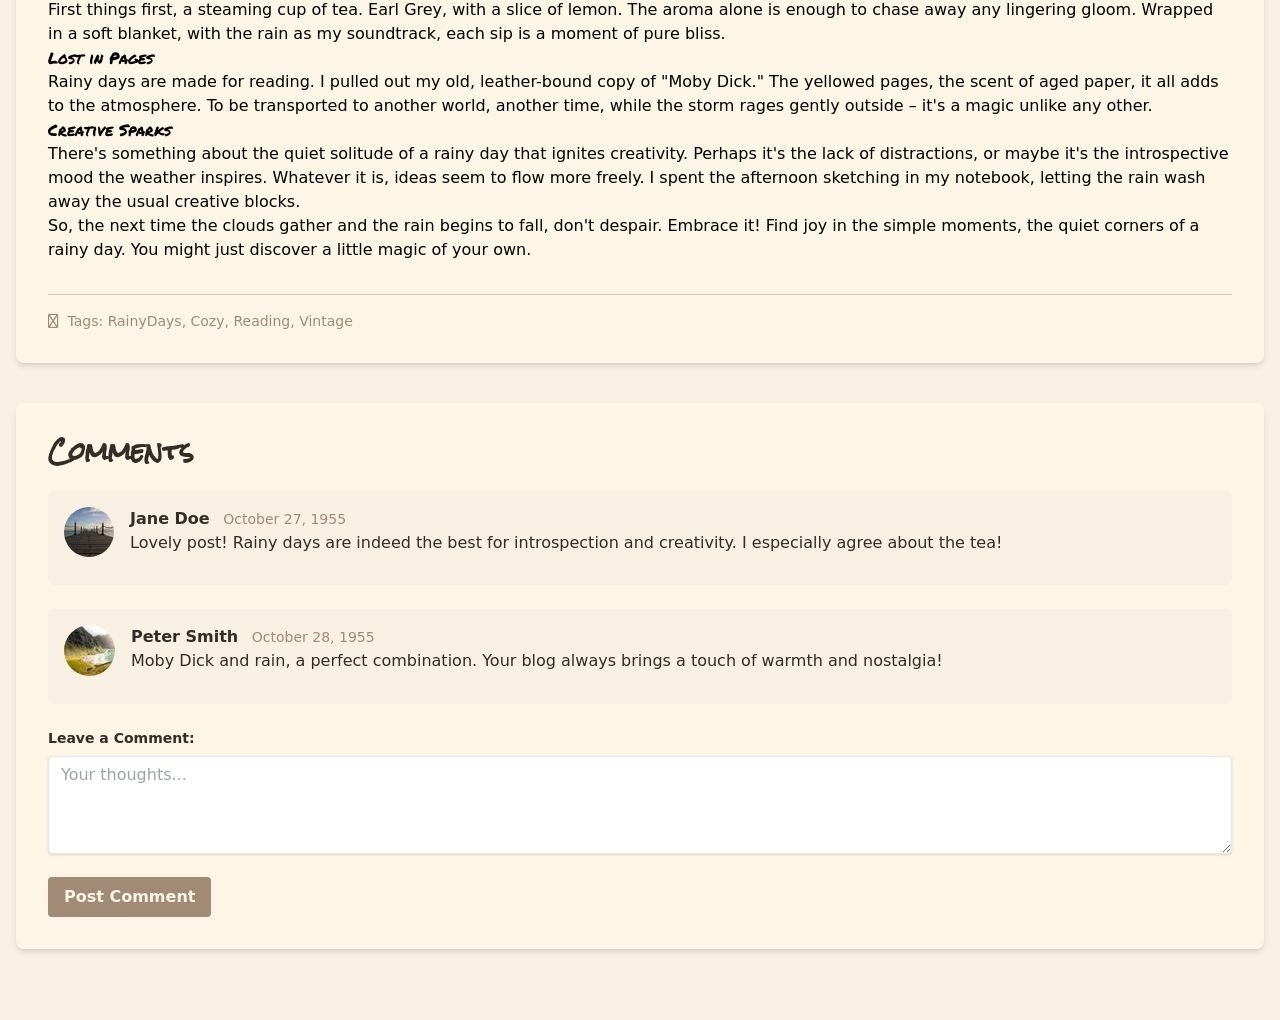 First things first, a steaming cup of tea. Earl Grey, with a slice of lemon. The aroma alone is enough to chase away any lingering gloom. Wrapped
in a soft blanket, with the rain as my soundtrack, each sip is a moment of pure bliss.
Lost in Pages
Rainy days are made for reading. I pulled out my old, leather-bound copy of "Moby Dick." The yellowed pages, the scent of aged paper, it all adds
to the atmosphere. To be transported to another world, another time, while the storm rages gently outside – it's a magic unlike any other.
Creative Sparks
There's something about the quiet solitude of a rainy day that ignites creativity. Perhaps it's the lack of distractions, or maybe it's the introspective
mood the weather inspires. Whatever it is, ideas seem to flow more freely. I spent the afternoon sketching in my notebook, letting the rain wash
away the usual creative blocks.
So, the next time the clouds gather and the rain begins to fall, don't despair. Embrace it! Find joy in the simple moments, the quiet corners of a
rainy day. You might just discover a little magic of your own.
Tags: RainyDays, Cozy, Reading, Vintage
Comments
Jane Doe October 27, 1955
Lovely post! Rainy days are indeed the best for introspection and creativity. I especially agree about the tea!
Peter Smith October 28, 1955
Moby Dick and rain, a perfect combination. Your blog always brings a touch of warmth and nostalgia!
Leave a Comment:
Your thoughts...
Post Comment